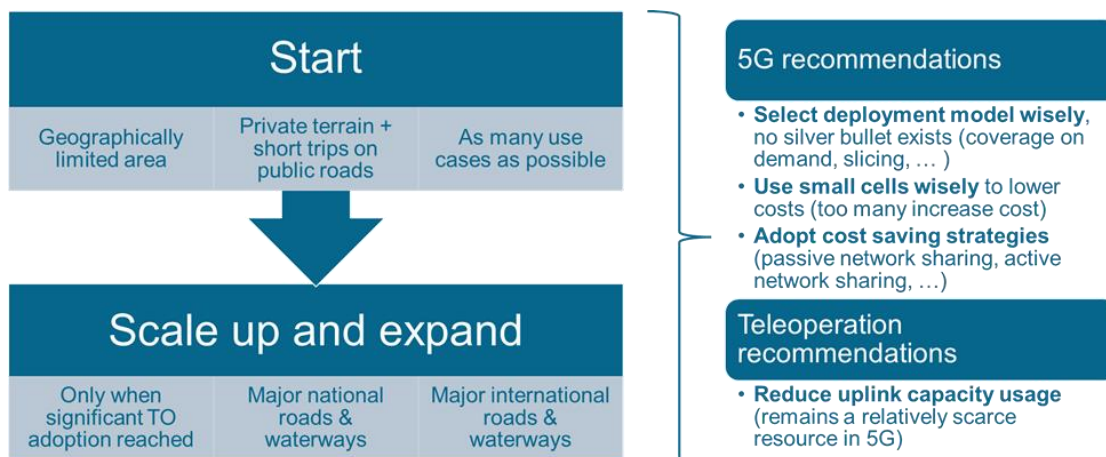 Start
Geographically
limited area
Private terrain +
short trips on
public roads
As many use
cases as possible
Scale up and expand
Only when
significant TO
adoption reached
Major national
roads &
waterways
Major international
roads &
waterways
5G recommendations
• Select deployment model wisely,
no silver bullet exists (coverage on
demand, slicing, … )
• Use small cells wisely to lower
costs (too many increase cost)
• Adopt cost saving strategies
(passive network sharing, active
network sharing, …)
Teleoperation
recommendations
• Reduce uplink capacity usage
(remains a relatively scarce
resource in 5G)